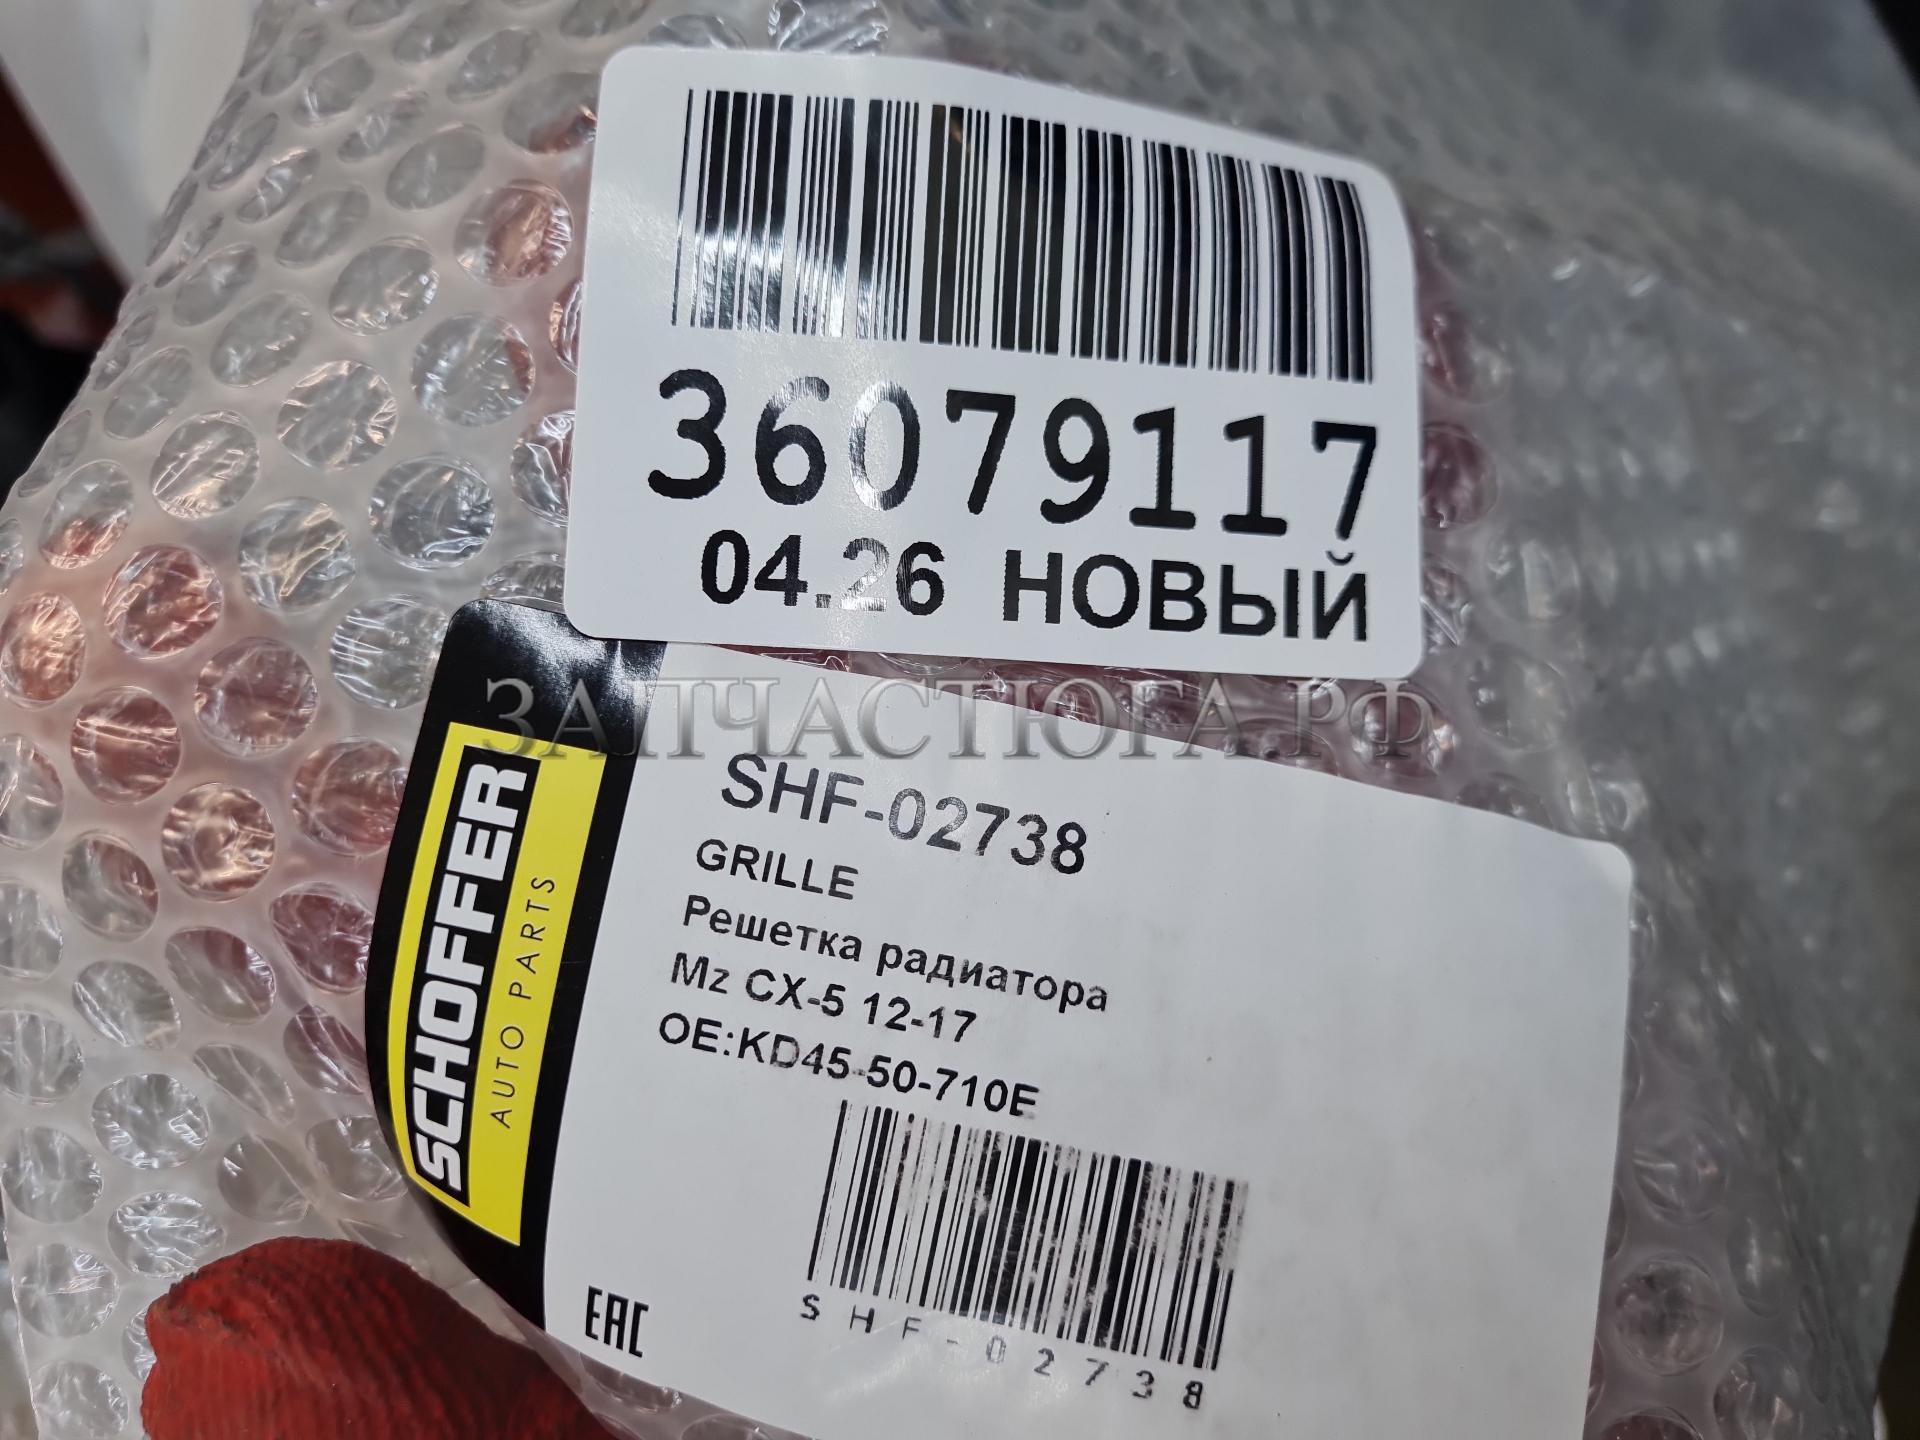 36079117
04.26 НОВЫЙ
ЗАПЧАСТЮГА.РФ
SCHOFFER
AUTO PARTS
SHF-02738
GRILLE
Решетка радиатора
Mz CX-5 12-17
OE:KD45-50-710E
SHF-02738
EAC